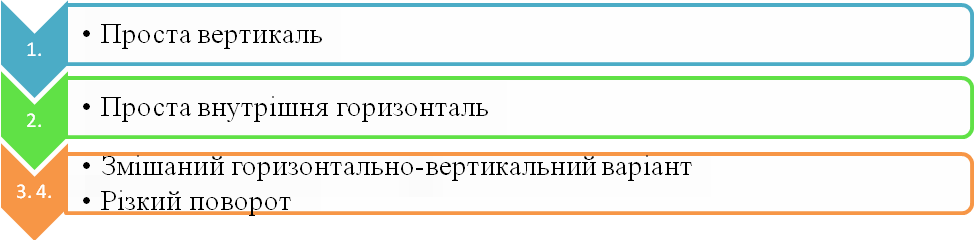 1.
• Проста вертикаль
2.
• Проста внутрішня горизонталь
3. 4.
• Змішаний горизонтально-вертикальний варіант
• Різкий поворот